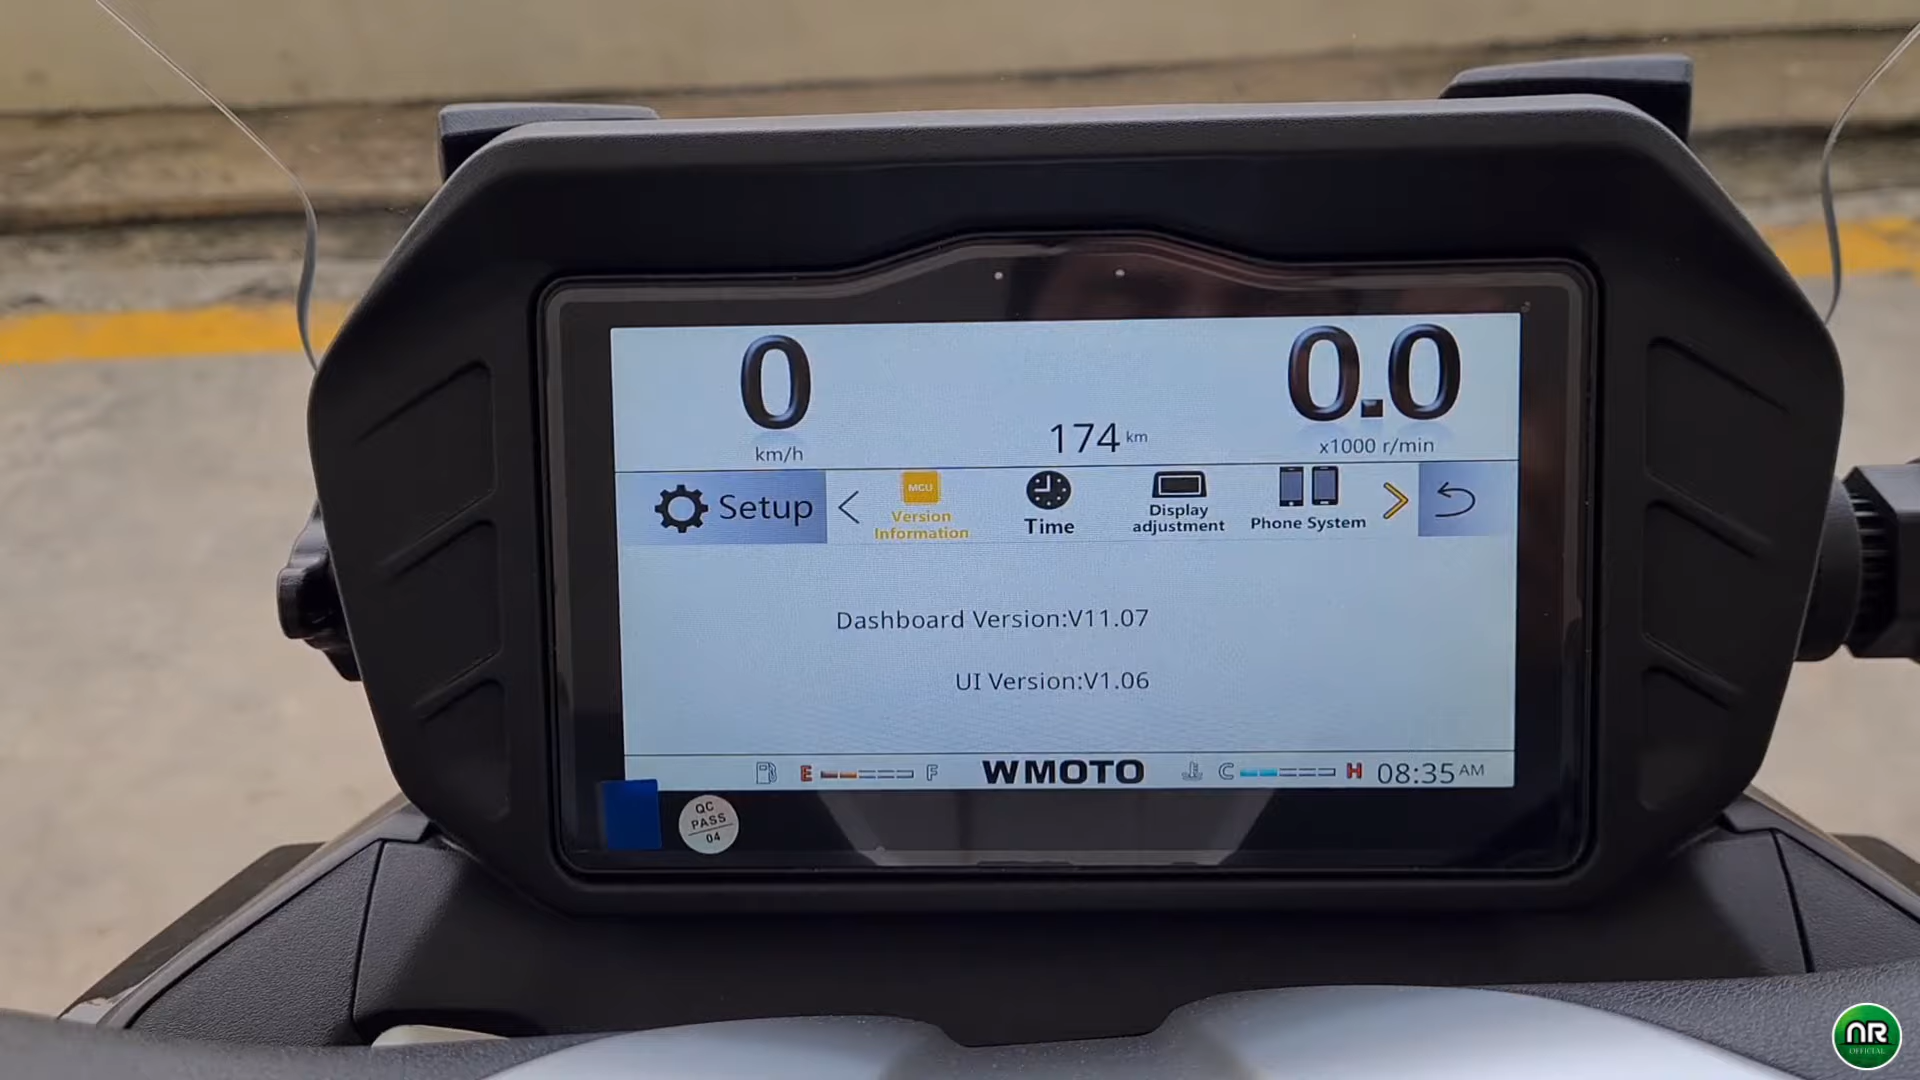 0
km/h
174 km
0.0
x1000 r/min
Setup
MCU
Version
Information
Time
Display
adjustment
Phone System
Dashboard Version:V11.07
UI Version:V1.06
E F
WMOTO
C H
08:35 AM
QC
PASS
04
NR
OFFICIAL